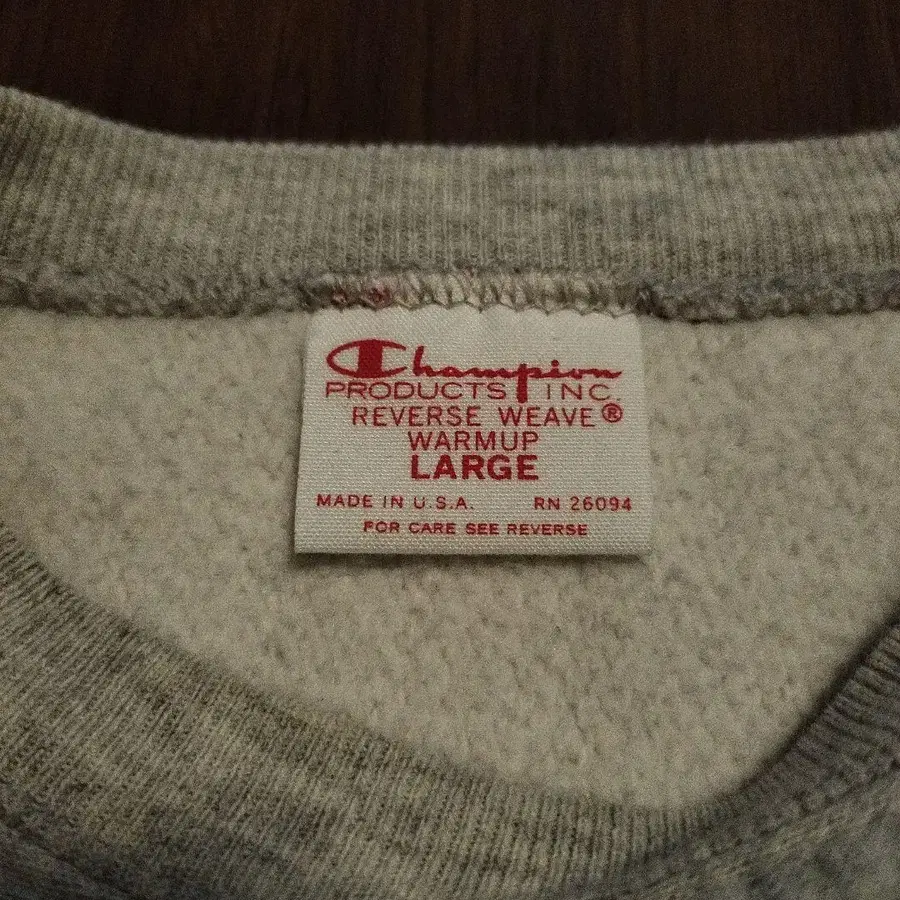 Champion
PRODUCTS INC.
REVERSE WEAVE®
WARMUP
LARGE
MADE IN U.S.A. RN 26094
FOR CARE SEE REVERSE